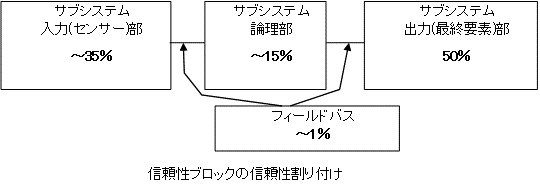 サブシステム
入力(センサー)部
～35%
サブシステム
論理部
～15%
サブシステム
出力(最終要素)部
50%
フィールドバス
～1%
信頼性ブロックの信頼性割り付け